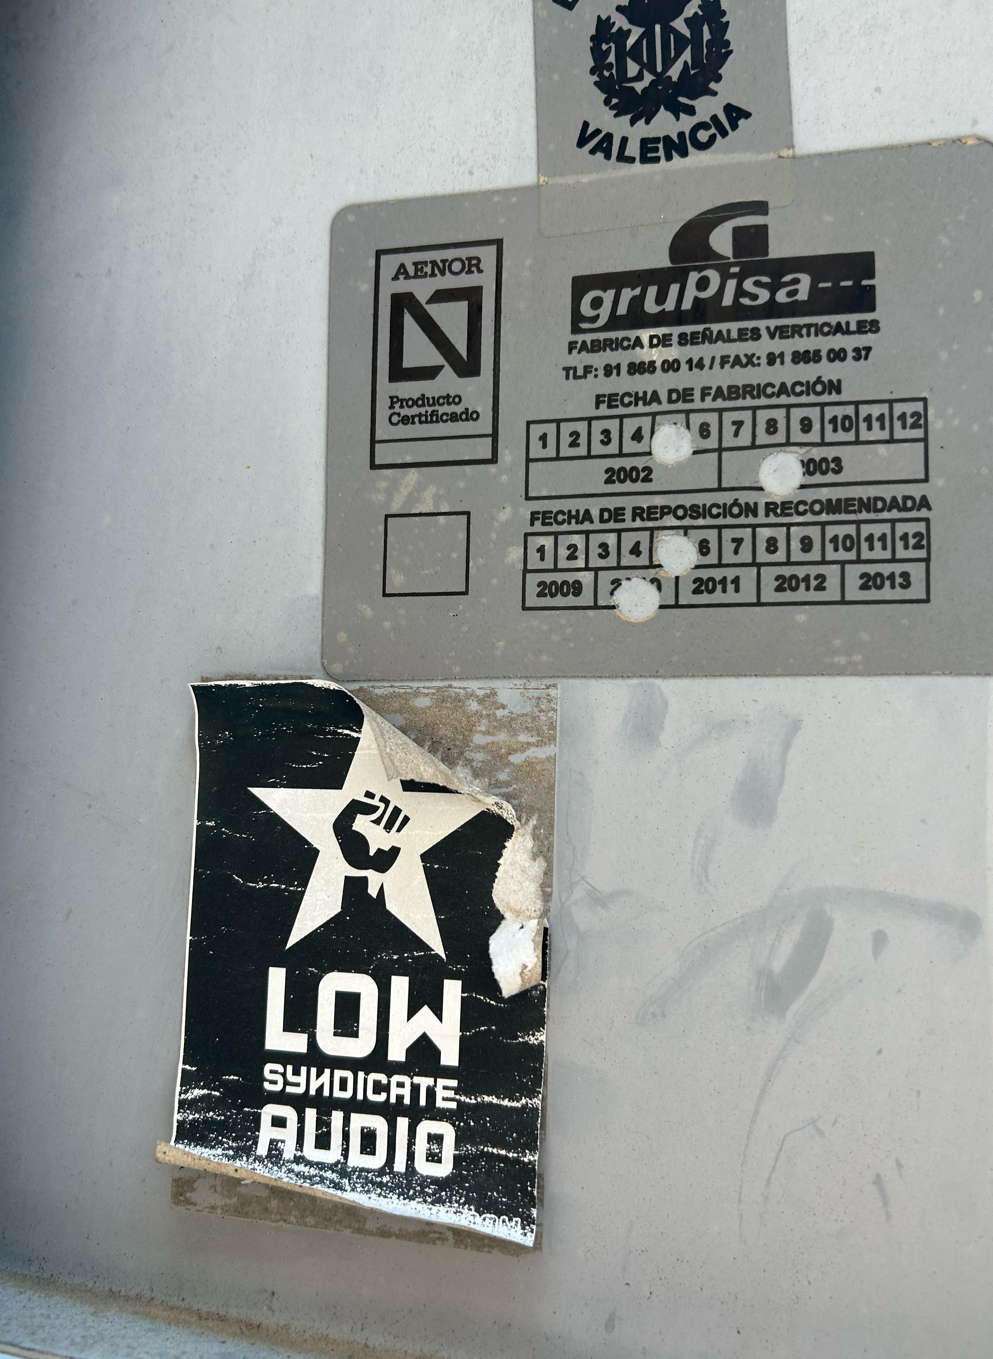 VALENCIA
AENOR
Producto
Certificado
G
gruPisa
FABRICA DE SEÑALES VERTICALES
TLF: 91 865 00 14 / FAX: 91 865 00 37
FECHA DE FABRICACIÓN
1 2 3 4 6 7 8 9 10 11 12
2002 2003
FECHA DE REPOSICIÓN RECOMENDADA
1 2 3 4 6 7 8 9 10 11 12
2009 2011 2012 2013
LOW
SYNDICATE
AUDIO